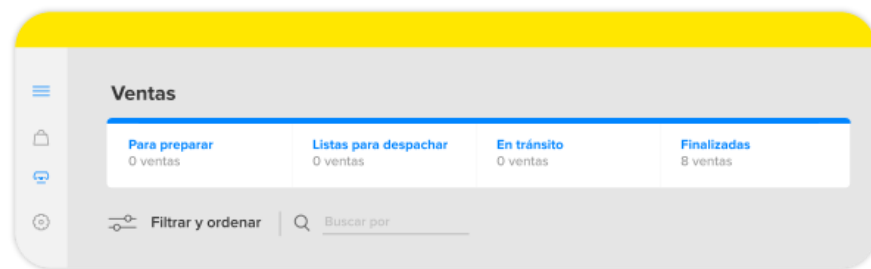 Ventas
Para preparar
0 ventas
Listas para despachar
0 ventas
En tránsito
0 ventas
Finalizadas
8 ventas
Filtrar y ordenar
Buscar por